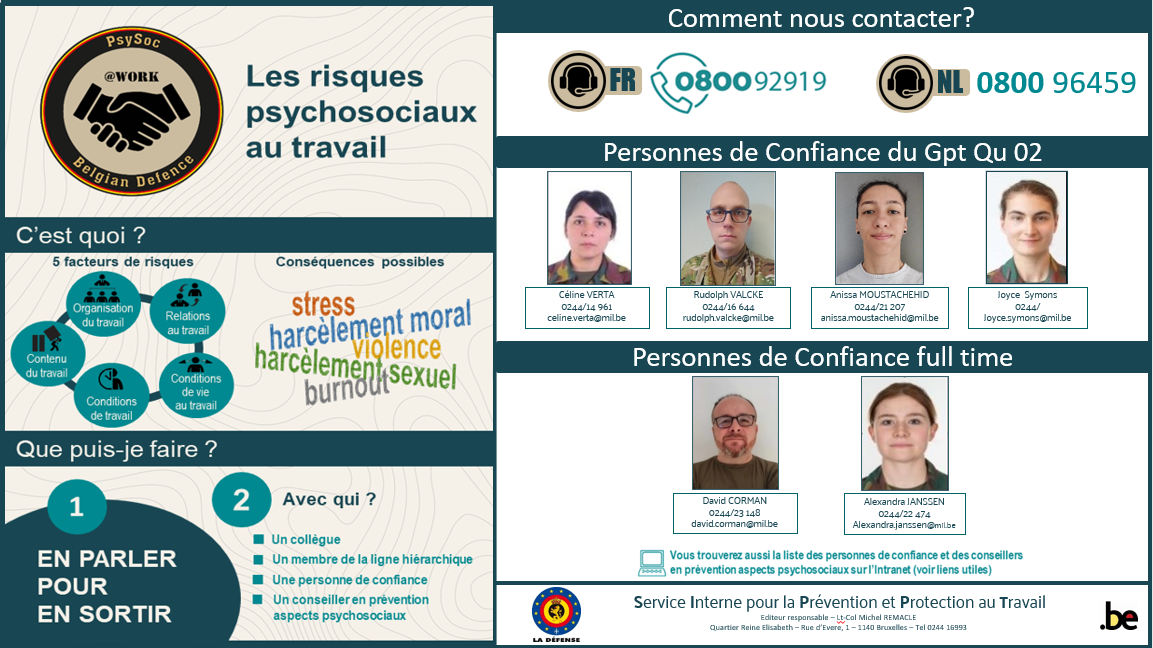 PsySoc
@WORK
Belgian Defence
Les risques
psychosociaux
au travail
C’est quoi ?
5 facteurs de risques
Organisation
du travail
Relations
au travail
Contenu
du travail
Conditions
de vie
au travail
Conditions
de travail
Conséquences possibles
stress
harcèlement moral
violence
harcèlement sexuel
burnout
Que puis-je faire ?
1
EN PARLER
POUR
EN SORTIR
2
Avec qui ?
Un collègue
Un membre de la ligne hiérarchique
Une personne de confiance
Un conseiller en prévention
aspects psychosociaux
Comment nous contacter?
FR 0800 92919
NL 0800 96459
Personnes de Confiance du Gpt Qu 02
Céline VERTA
0244/14 961
celine.verta@mil.be
Rudolph VALCKE
0244/16 644
rudolph.valcke@mil.be
Anissa MOUSTACHEHID
0244/21 207
anissa.moustachehid@mil.be
Joyce Symons
0244/
Joyce.symons@mil.be
Personnes de Confiance full time
David CORMAN
0244/23 148
david.corman@mil.be
Alexandra JANSSEN
0244/22 474
Alexandra.janssen@mil.be
Vous trouverez aussi la liste des personnes de confiance et des conseillers
en prévention aspects psychosociaux sur l’Intranet (voir liens utiles)
LA DÉFENSE
Service Interne pour la Prévention et Protection au Travail
Editeur responsable – Lt-Col Michel REMACLE
Quartier Reine Elisabeth – Rue d’Evere, 1 – 1140 Bruxelles – Tel 0244 16993
.be